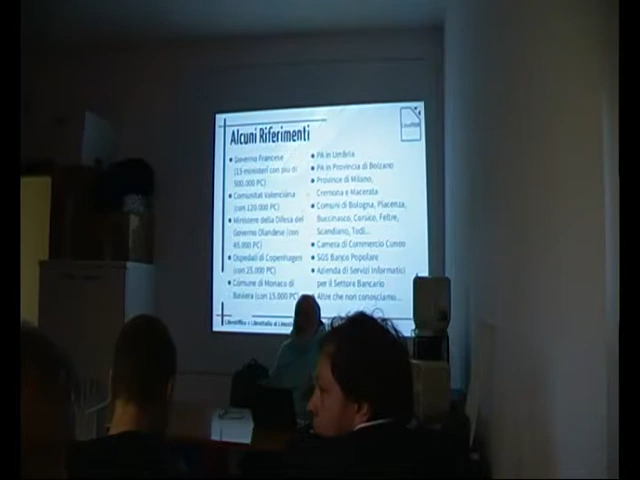 Alcuni Riferimenti
Governo Francese
(15 ministeri con più di
500.000 PC)
Comunitat Valenciana
(con 120.000 PC)
Ministero della Difesa del
Governo Olandese (con
45.000 PC)
Ospedali di Copenhagen
(con 25.000 PC)
Comune di Monaco di
Baviera (con 15.000 PC)
PA in Umbria
PA in Provincia di Bolzano
Province di Milano,
Cremona e Macerata
Comuni di Bologna, Piacenza,
Buccinasco, Corsico, Feltre,
Scandiano, Todi...
Camera di Commercio Cuneo
SGS Banco Popolare
Azienda di Servizi Informatici
per il Settore Bancario
Altre che non conosciamo...
LibreOffice e LibreItalia al